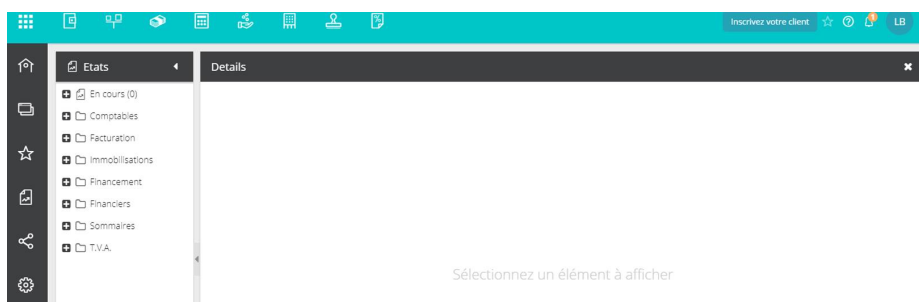 Inscrivez votre client
1
LB
Etats
Details
En cours (0)
Comptables
Facturation
Immobilisations
Financement
Financiers
Sommaires
T.V.A.
Sélectionnez un élément à afficher